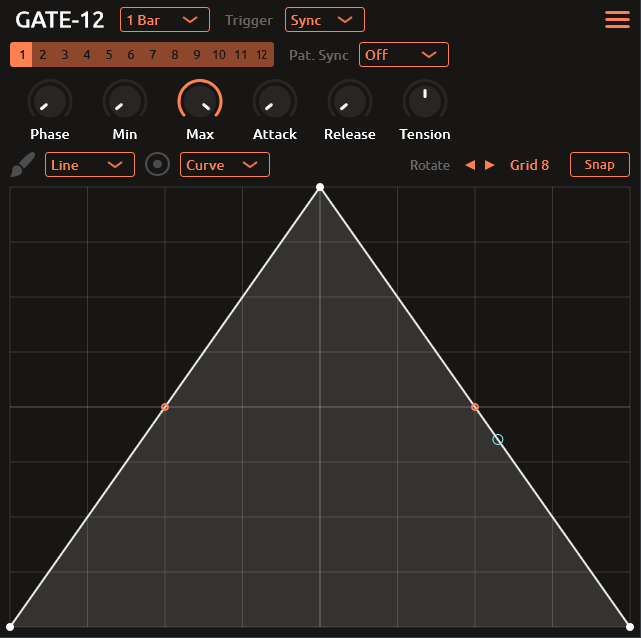 GATE-12 1 Bar Trigger Sync
1 2 3 4 5 6 7 8 9 10 11 12 Pat. Sync Off
Phase Min Max Attack Release Tension
Line Curve Rotate Grid 8 Snap